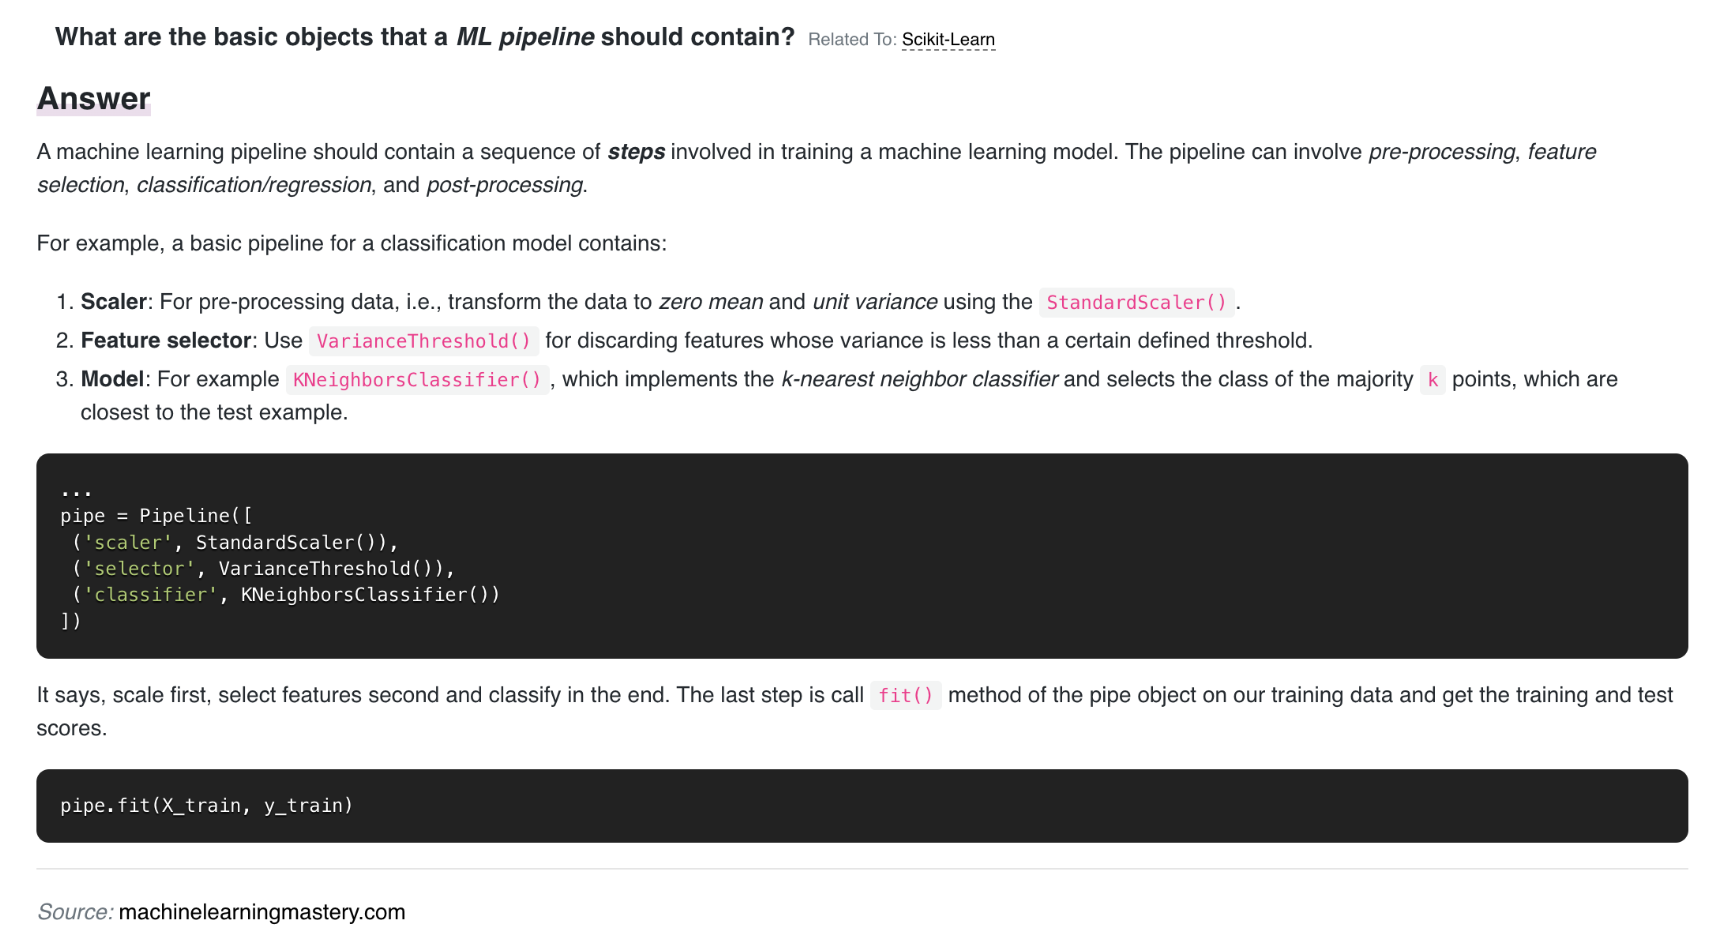 What are the basic objects that a ML pipeline should contain? Related To: Scikit-Learn
Answer
A machine learning pipeline should contain a sequence of steps involved in training a machine learning model. The pipeline can involve pre-processing, feature
selection, classification/regression, and post-processing.
For example, a basic pipeline for a classification model contains:
1. Scaler: For pre-processing data, i.e., transform the data to zero mean and unit variance using the StandardScaler() .
2. Feature selector: Use VarianceThreshold() for discarding features whose variance is less than a certain defined threshold.
3. Model: For example KNeighborsClassifier() , which implements the k-nearest neighbor classifier and selects the class of the majority k points, which are
closest to the test example.
...
pipe = Pipeline([
 ('scaler', StandardScaler()),
 ('selector', VarianceThreshold()),
 ('classifier', KNeighborsClassifier())
])
It says, scale first, select features second and classify in the end. The last step is call fit() method of the pipe object on our training data and get the training and test
scores.
pipe.fit(X_train, y_train)
Source: machinelearningmastery.com